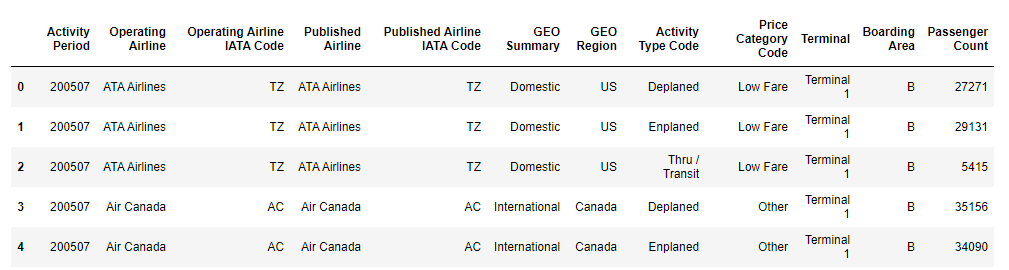 Activity Period Operating Airline Operating Airline IATA Code Published Airline Published Airline IATA Code GEO Summary GEO Region Activity Type Code Price Category Code Terminal Boarding Area Passenger Count
0 200507 ATA Airlines TZ ATA Airlines TZ Domestic US Deplaned Low Fare Terminal 1 B 27271
1 200507 ATA Airlines TZ ATA Airlines TZ Domestic US Enplaned Low Fare Terminal 1 B 29131
2 200507 ATA Airlines TZ ATA Airlines TZ Domestic US Thru / Transit Low Fare Terminal 1 B 5415
3 200507 Air Canada AC Air Canada AC International Canada Deplaned Other Terminal 1 B 35156
4 200507 Air Canada AC Air Canada AC International Canada Enplaned Other Terminal 1 B 34090